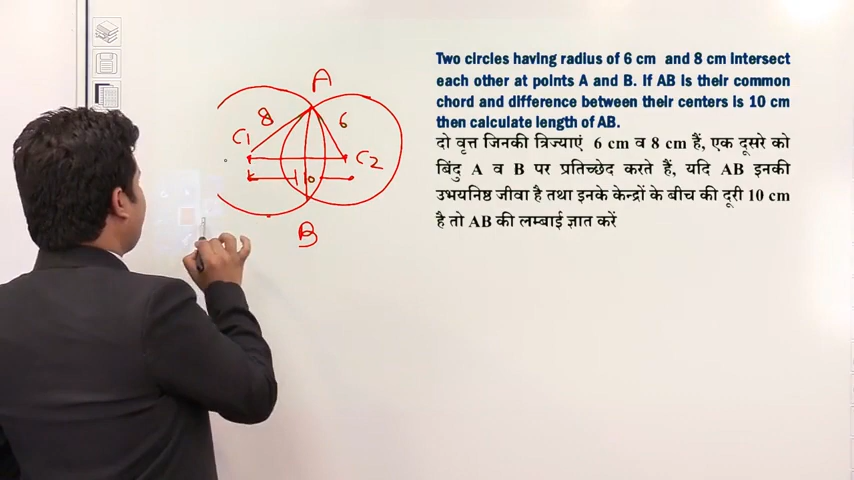 Two circles having radius of 6 cm and 8 cm intersect
each other at points A and B. If AB is their common
chord and difference between their centers is 10 cm
then calculate length of AB.
दो वृत्त जिनकी त्रिज्याएं 6 cm व 8 cm हैं, एक दूसरे को
बिंदु A व B पर प्रतिच्छेद करते हैं, यदि AB इनकी
उभयनिष्ठ जीवा है तथा इनके केन्द्रों के बीच की दूरी 10 cm
है तो AB की लम्बाई ज्ञात करें
A
8 6
C1 C2
10
B